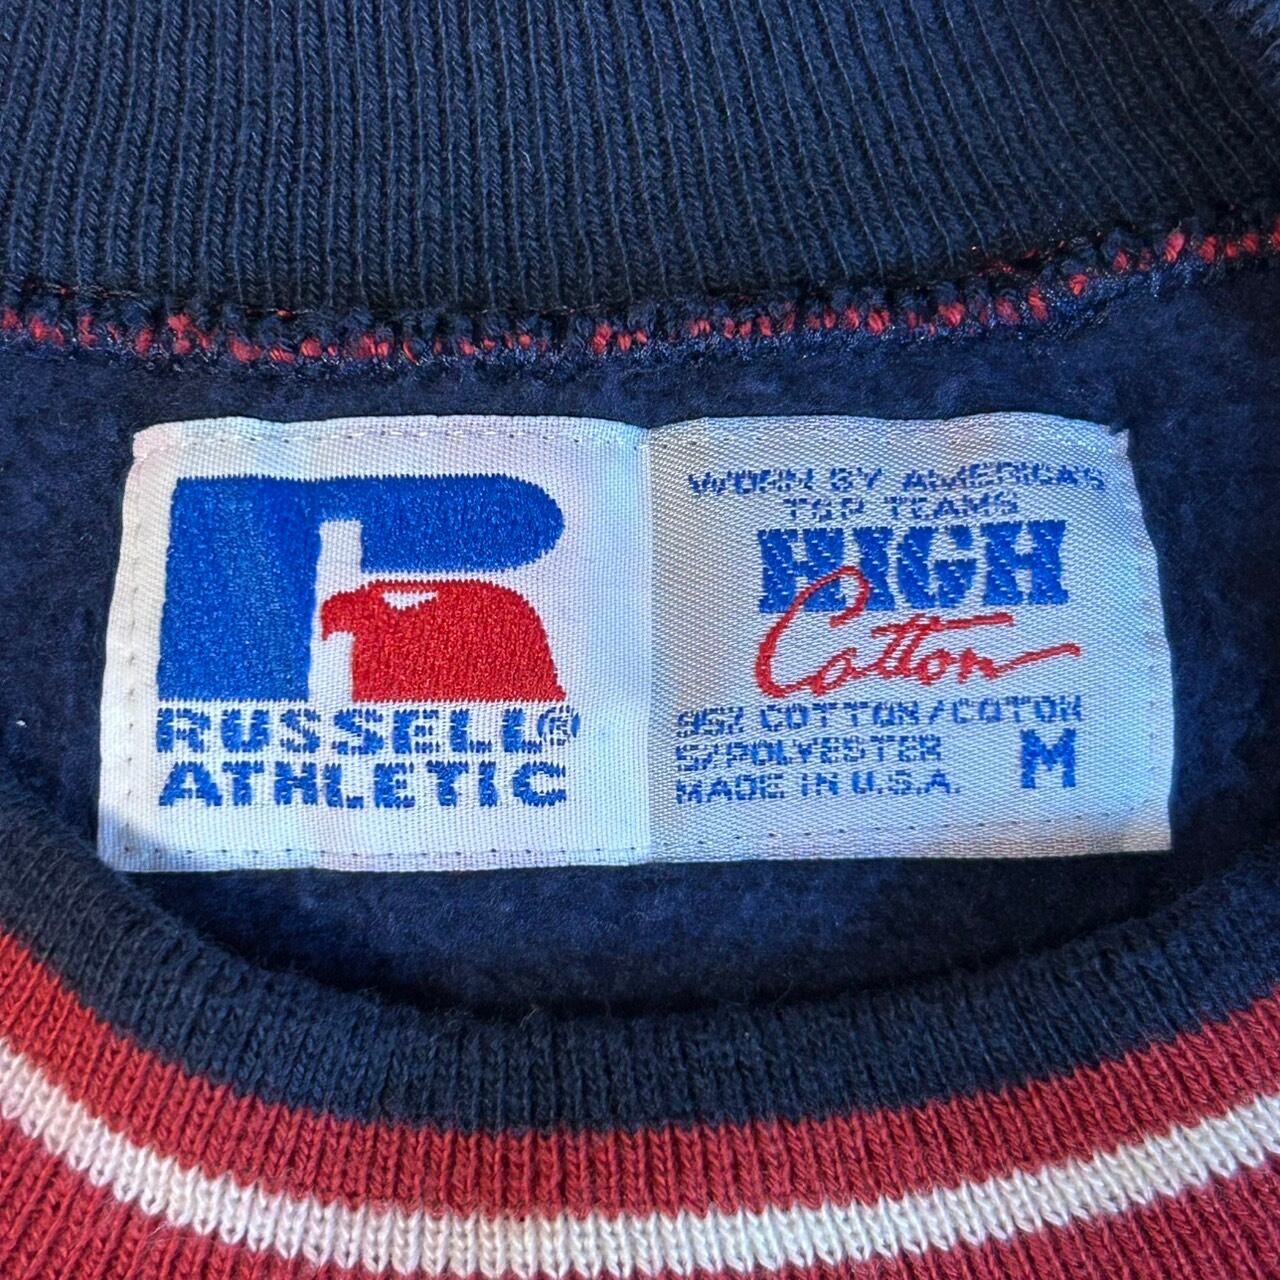 RUSSELL®
ATHLETIC
WORN BY AMERICA'S
TOP TEAMS
HIGH
Cotton
95% COTTON/COTON
5% POLYESTER
MADE IN U.S.A.
M